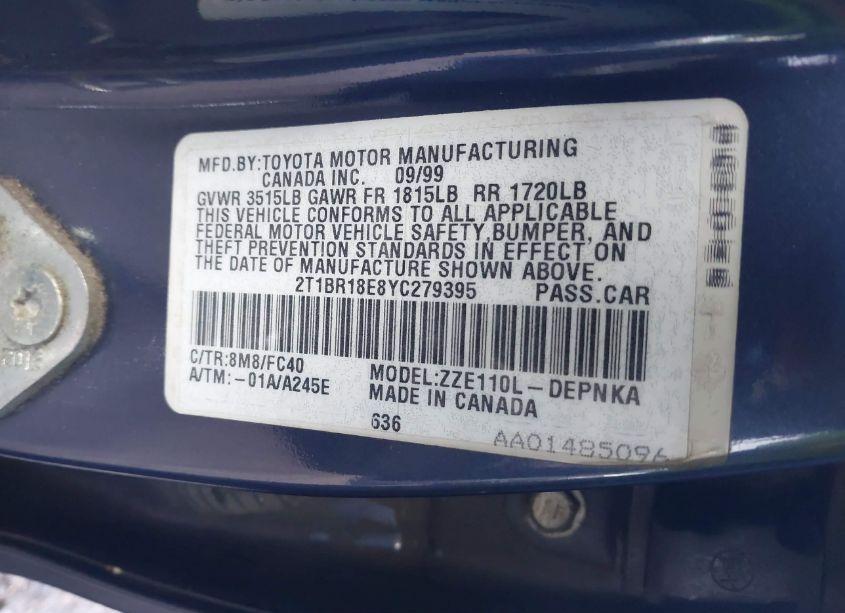 MFD.BY:TOYOTA MOTOR MANUFACTURING
CANADA INC. 09/99
GVWR 3515LB GAWR FR 1815LB RR 1720LB
THIS VEHICLE CONFORMS TO ALL APPLICABLE
FEDERAL MOTOR VEHICLE SAFETY,BUMPER, AND
THEFT PREVENTION STANDARDS IN EFFECT ON
THE DATE OF MANUFACTURE SHOWN ABOVE.
2T1BR18E8YC279395 PASS.CAR
C/TR:8M8/FC40 MODEL:ZZE110L-DEPNKA
A/TM:-01A/A245E MADE IN CANADA
636
AA01485096